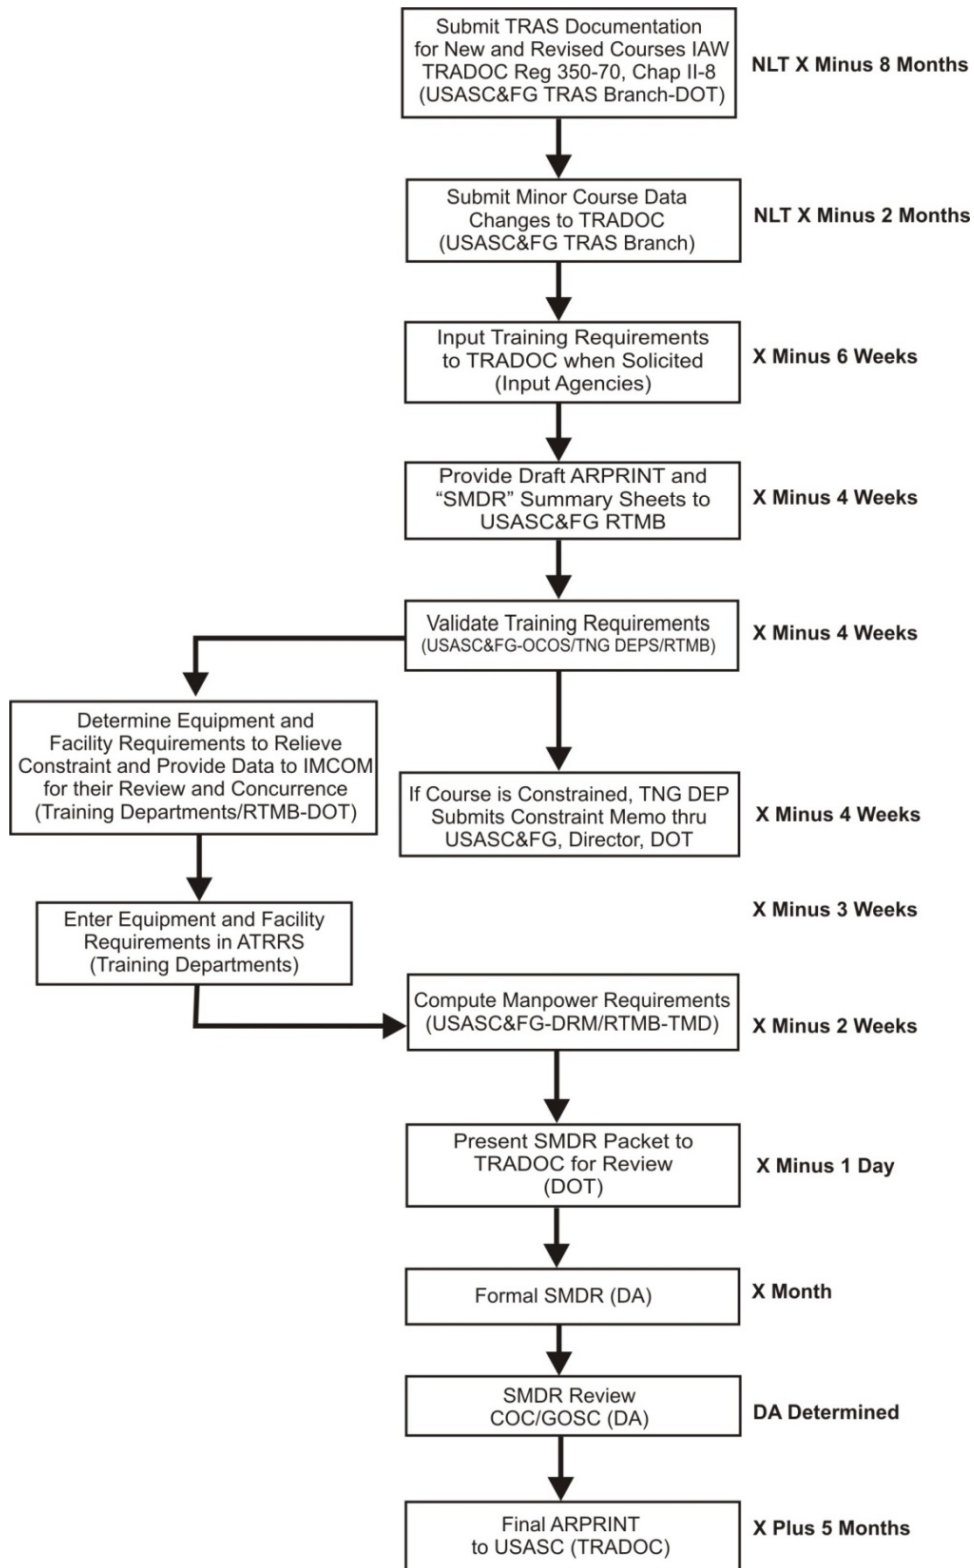 Submit TRAS Documentation
for New and Revised Courses IAW
TRADOC Reg 350-70, Chap II-8
(USASC&FG TRAS Branch-DOT)
NLT X Minus 8 Months
Submit Minor Course Data
Changes to TRADOC
(USASC&FG TRAS Branch)
NLT X Minus 2 Months
Input Training Requirements
to TRADOC when Solicited
(Input Agencies)
X Minus 6 Weeks
Provide Draft ARPRINT and
“SMDR” Summary Sheets to
USASC&FG RTMB
X Minus 4 Weeks
Validate Training Requirements
(USASC&FG-OCOS/TNG DEPS/RTMB)
X Minus 4 Weeks
Determine Equipment and
Facility Requirements to Relieve
Constraint and Provide Data to IMCOM
for their Review and Concurrence
(Training Departments/RTMB-DOT)
If Course is Constrained, TNG DEP
Submits Constraint Memo thru
USASC&FG, Director, DOT
X Minus 4 Weeks
Enter Equipment and Facility
Requirements in ATRRS
(Training Departments)
X Minus 3 Weeks
Compute Manpower Requirements
(USASC&FG-DRM/RTMB-TMD)
X Minus 2 Weeks
Present SMDR Packet to
TRADOC for Review
(DOT)
X Minus 1 Day
Formal SMDR (DA)
X Month
SMDR Review
COC/GOSC (DA)
DA Determined
Final ARPRINT
to USASC (TRADOC)
X Plus 5 Months